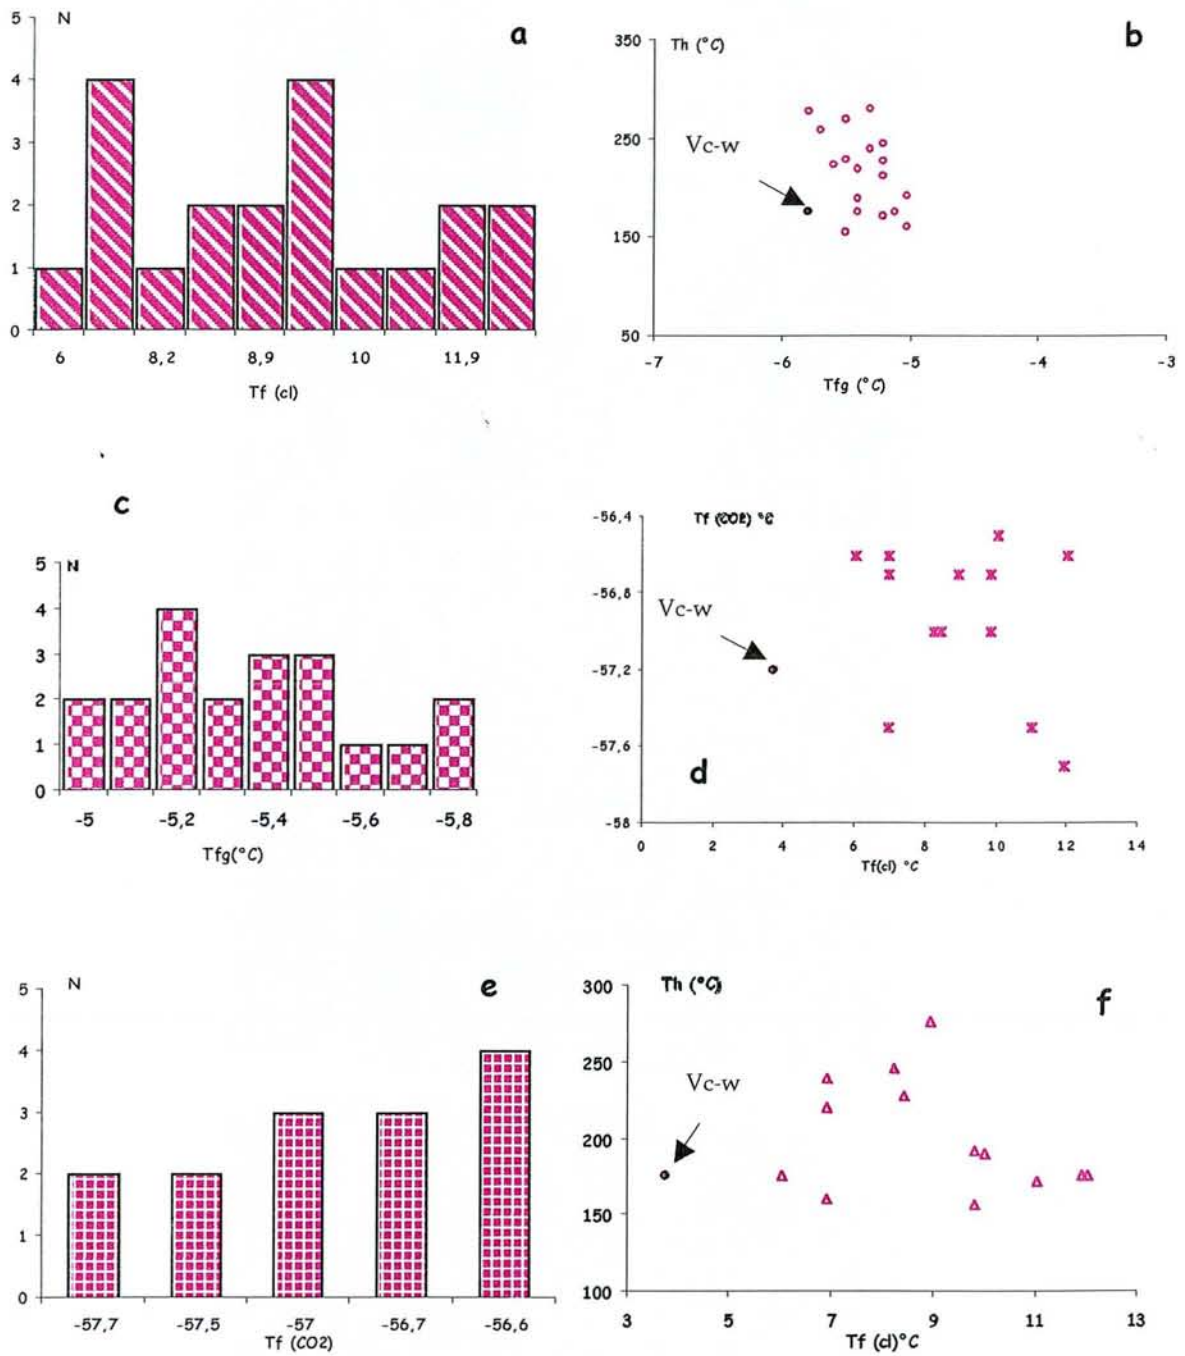 5 N
a
4
3
2
1
0
6 8,2 8,9 10 11,9
Tf (cl)
350 Th (°C)
b
250
Vc-w
150
50
-7 -6 -5 -4 -3
Tfg (°C)
c
5 N
4
3
2
1
0
-5 -5,2 -5,4 -5,6 -5,8
Tfg(°C)
-56,4 Tf (CO2) °C
-56,8
Vc-w
-57,2
-57,6
d
-58
0 2 4 6 8 10 12 14
Tf(cl) °C
5 N
e
4
3
2
1
0
-57,7 -57,5 -57 -56,7 -56,6
Tf (CO2)
300 Th (°C)
f
250
Vc-w
200
150
100
3 5 7 9 11 13
Tf (cl)°C